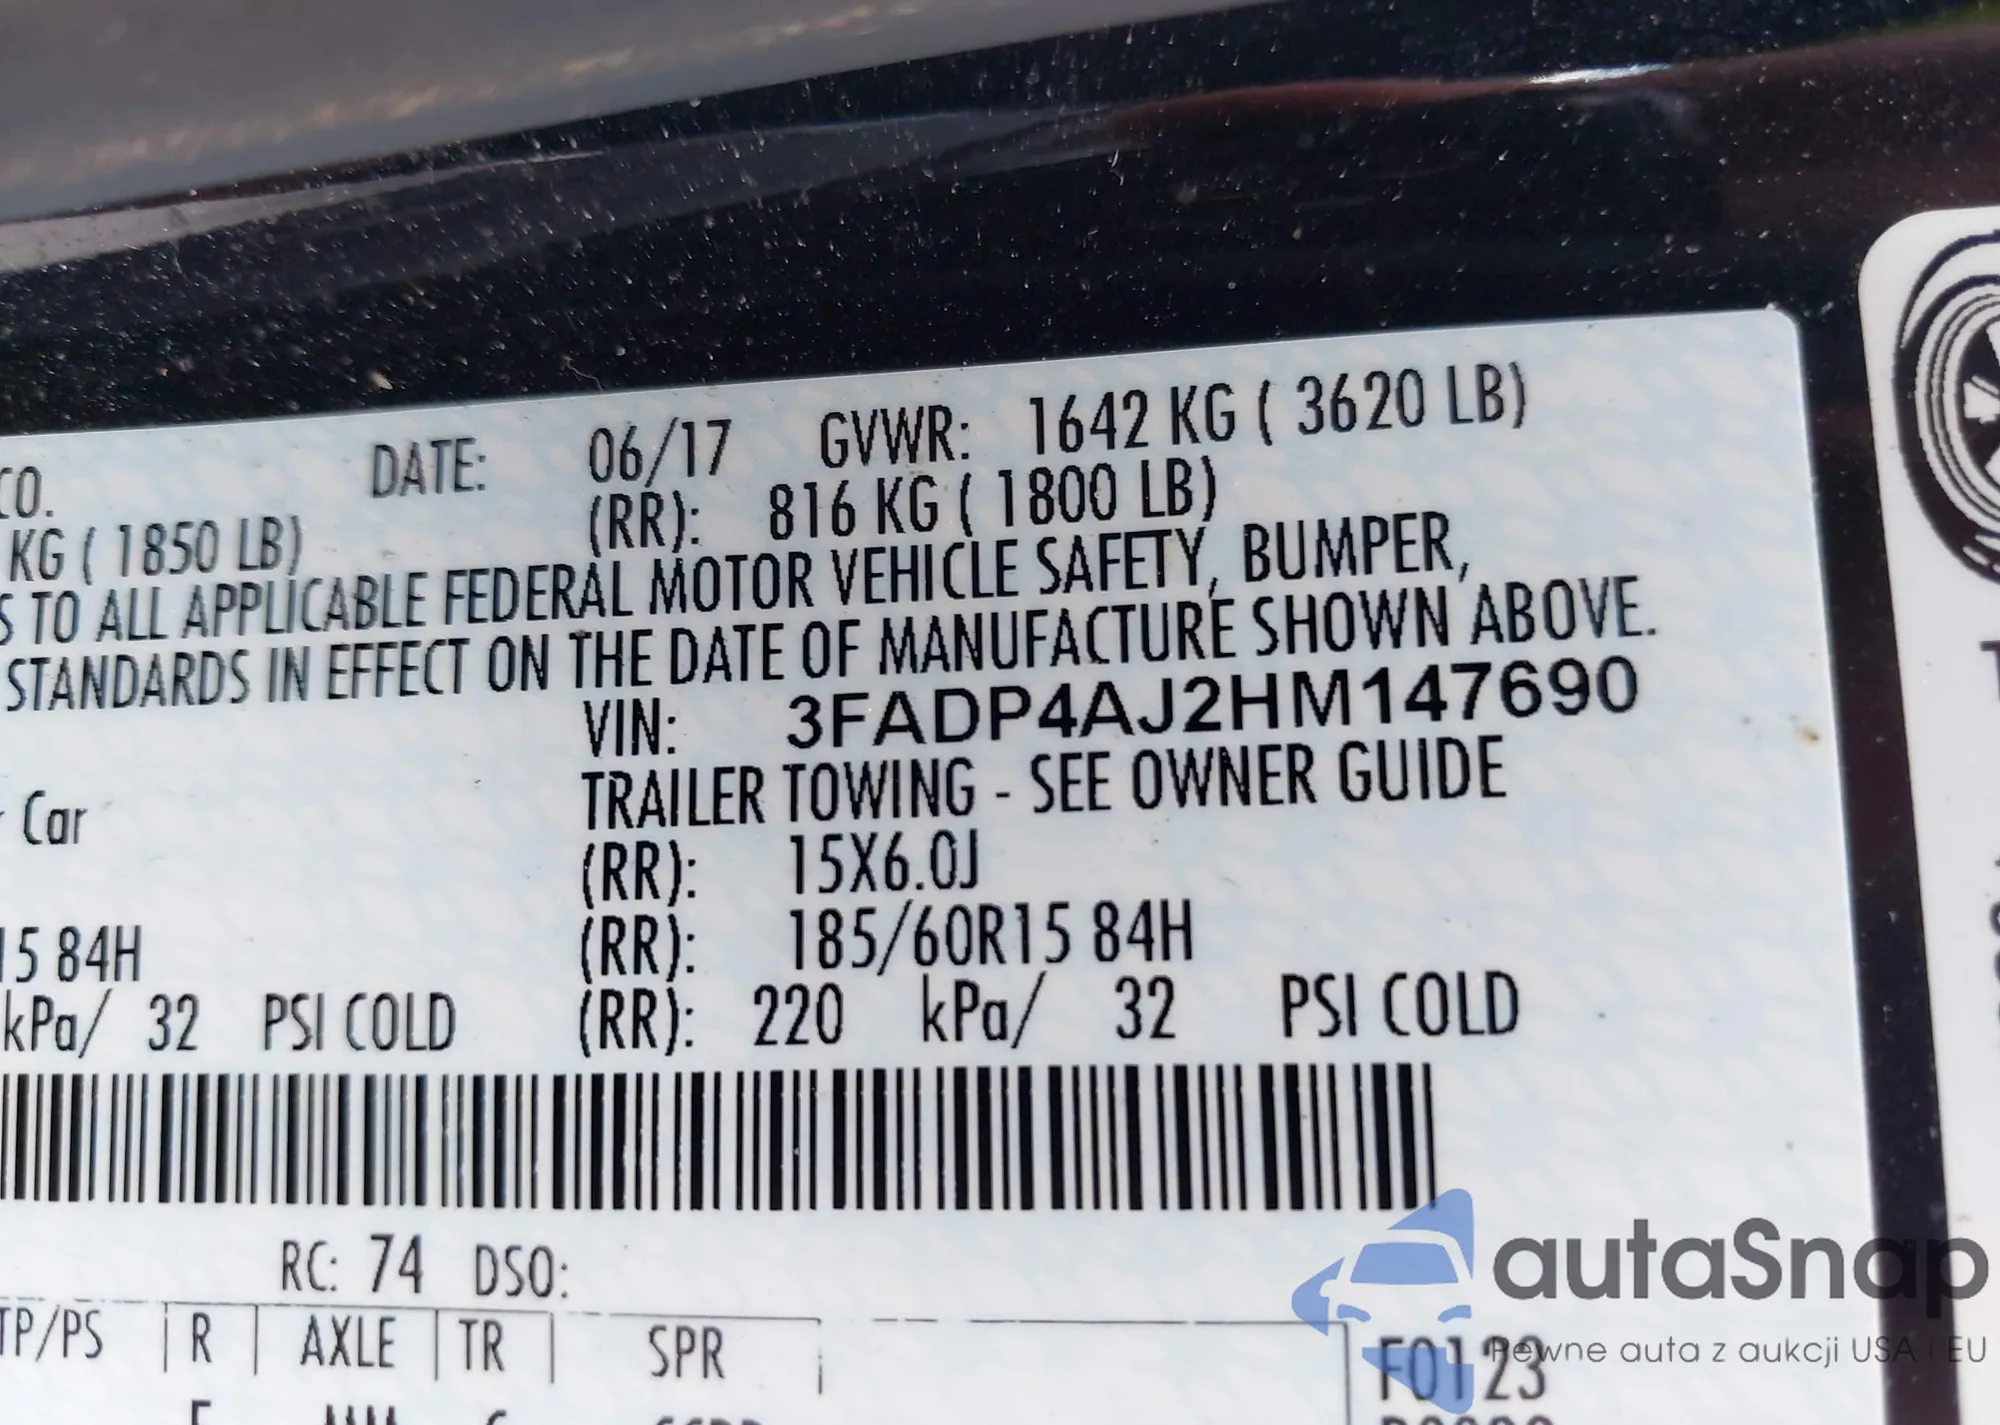 CO. DATE: 06/17 GVWR: 1642 KG ( 3620 LB)
KG ( 1850 LB) (RR): 816 KG ( 1800 LB)
S TO ALL APPLICABLE FEDERAL MOTOR VEHICLE SAFETY, BUMPER,
STANDARDS IN EFFECT ON THE DATE OF MANUFACTURE SHOWN ABOVE.
VIN: 3FADP4AJ2HM147690
TRAILER TOWING - SEE OWNER GUIDE
Car
(RR): 15X6.0J
15 84H (RR): 185/60R15 84H
kPa/ 32 PSI COLD (RR): 220 kPa/ 32 PSI COLD
RC: 74 DSO:
TP/PS R AXLE TR SPR
F0123
autaSnap
Pewne auta z aukcji USA i EU